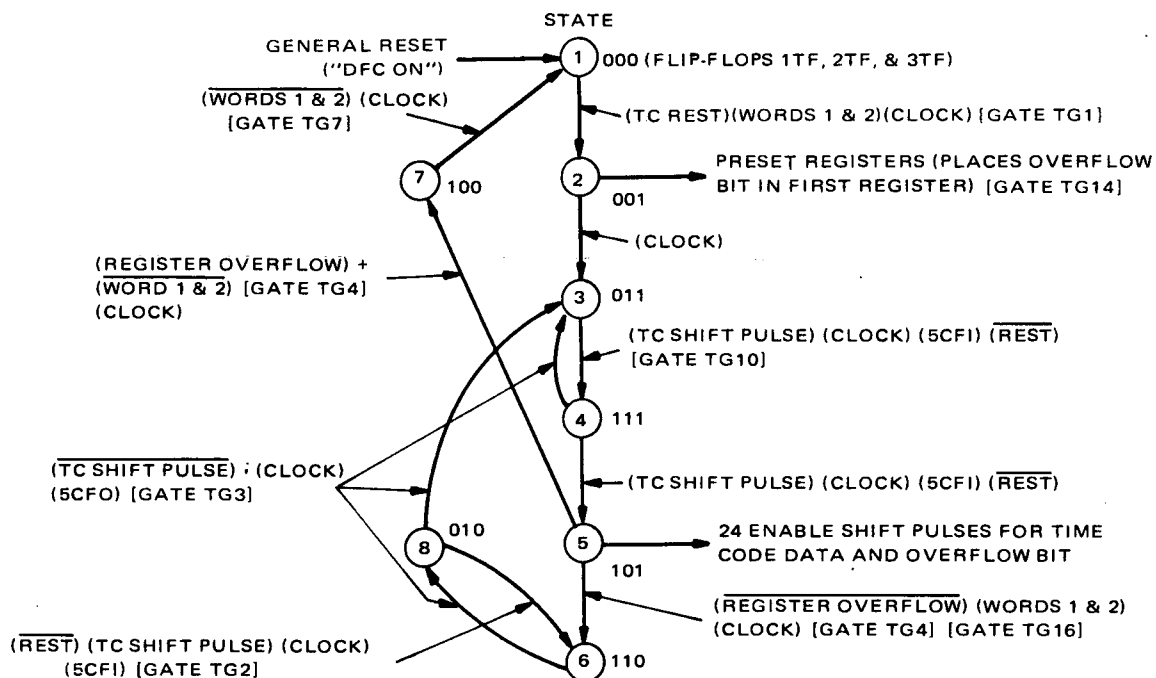 STATE
GENERAL RESET
("DFC ON")
1
000 (FLIP-FLOPS 1TF, 2TF, & 3TF)
(WORDS 1 & 2) (CLOCK)
[GATE TG7]
(TC REST)(WORDS 1 & 2)(CLOCK) [GATE TG1]
7
100
2
001
PRESET REGISTERS (PLACES OVERFLOW
BIT IN FIRST REGISTER) [GATE TG14]
(CLOCK)
(REGISTER OVERFLOW) +
(WORD 1 & 2) [GATE TG4]
(CLOCK)
3
011
(TC SHIFT PULSE) (CLOCK) (5CFI) (REST)
[GATE TG10]
4
111
(TC SHIFT PULSE) (CLOCK)
(5CFO) [GATE TG3]
(TC SHIFT PULSE) (CLOCK) (5CFI) (REST)
8
010
5
101
24 ENABLE SHIFT PULSES FOR TIME
CODE DATA AND OVERFLOW BIT
(REGISTER OVERFLOW) (WORDS 1 & 2)
(CLOCK) [GATE TG4] [GATE TG16]
(REST) (TC SHIFT PULSE) (CLOCK)
(5CFI) [GATE TG2]
6
110